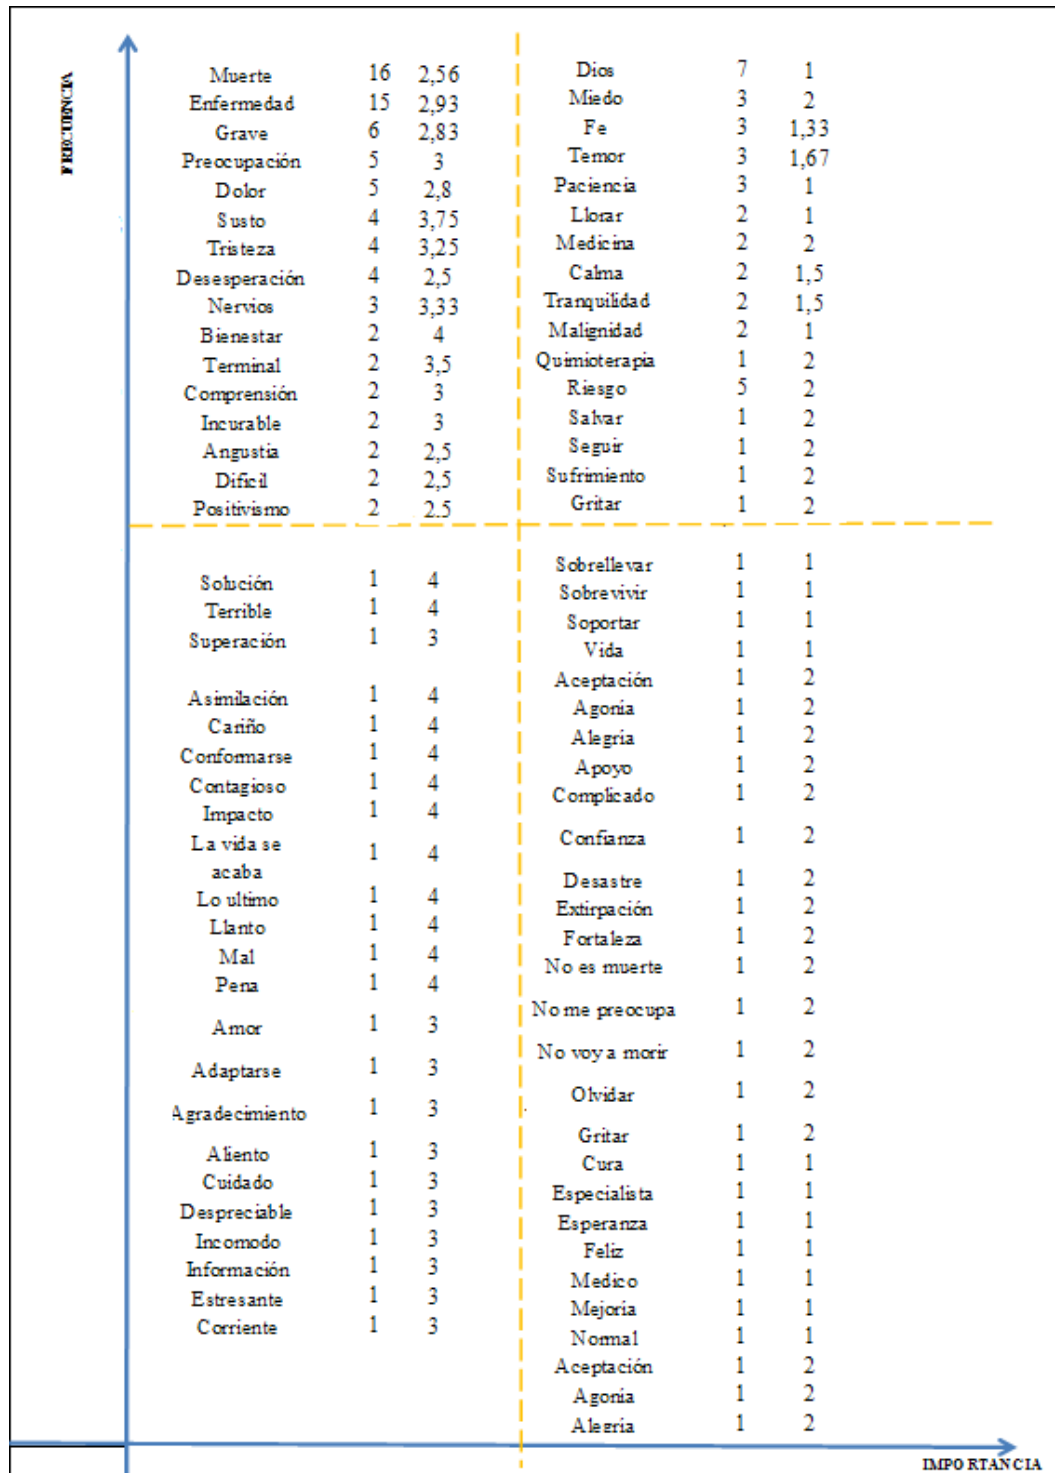 FRECUENCIA
Muerte 16 2,56
Enfermedad 15 2,93
Grave 6 2,83
Preocupación 5 3
Dolor 5 2,8
Susto 4 3,75
Tristeza 4 3,25
Desesperación 4 2,5
Nervios 3 3,33
Bienestar 2 4
Terminal 2 3,5
Comprensión 2 3
Incurable 2 3
Angustia 2 2,5
Dificil 2 2,5
Positivismo 2 2.5
Dios 7 1
Miedo 3 2
Fe 3 1,33
Temor 3 1,67
Paciencia 3 1
Llorar 2 1
Medicina 2 2
Calma 2 1,5
Tranquilidad 2 1,5
Malignidad 2 1
Quimioterapia 1 2
Riesgo 5 2
Salvar 1 2
Seguir 1 2
Sufrimiento 1 2
Gritar 1 2
Solución 1 4
Terrible 1 4
Superación 1 3
Asimilación 1 4
Cariño 1 4
Conformarse 1 4
Contagioso 1 4
Impacto 1 4
La vida se
acaba 1 4
Lo ultimo 1 4
Llanto 1 4
Mal 1 4
Pena 1 4
Amor 1 3
Adaptarse 1 3
Agradecimiento 1 3
Aliento 1 3
Cuidado 1 3
Despreciable 1 3
Incomodo 1 3
Información 1 3
Estresante 1 3
Corriente 1 3
Sobrellevar 1 1
Sobrevivir 1 1
Soportar 1 1
Vida 1 1
Aceptación 1 2
Agonia 1 2
Alegria 1 2
Apoyo 1 2
Complicado 1 2
Confianza 1 2
Desastre 1 2
Extirpación 1 2
Fortaleza 1 2
No es muerte 1 2
No me preocupa 1 2
No voy a morir 1 2
Olvidar 1 2
Gritar 1 2
Cura 1 1
Especialista 1 1
Esperanza 1 1
Feliz 1 1
Medico 1 1
Mejoria 1 1
Normal 1 1
Aceptación 1 2
Agonia 1 2
Alegria 1 2
IMPORTANCIA